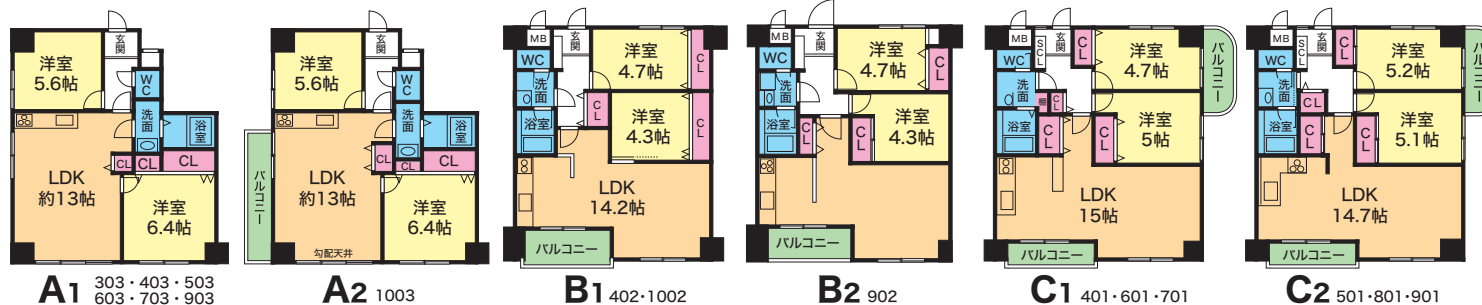 玄関
洋室
5.6帖
WC
洗面
浴室
CL
CL
CL
LDK
約13帖
洋室
6.4帖
A1 303・403・503
603・703・903
玄関
洋室
5.6帖
WC
洗面
浴室
CL
CL
CL
バルコニー
LDK
約13帖
洋室
6.4帖
勾配天井
A2 1003
MB
玄関
WC
洋室
4.7帖
CL
洗面
浴室
CL
洋室
4.3帖
CL
LDK
14.2帖
バルコニー
B1 402・1002
MB
玄関
WC
洋室
4.7帖
CL
洗面
浴室
CL
CL
洋室
4.3帖
バルコニー
B2 902
MB
SCL
玄関
CL
WC
洋室
4.7帖
バルコニー
洗面
棚
CL
浴室
CL
CL
洋室
5帖
LDK
15帖
バルコニー
C1 401・601・701
MB
SCL
玄関
CL
WC
洋室
5.2帖
バルコニー
洗面
CL
浴室
CL
CL
洋室
5.1帖
LDK
14.7帖
バルコニー
C2 501・801・901